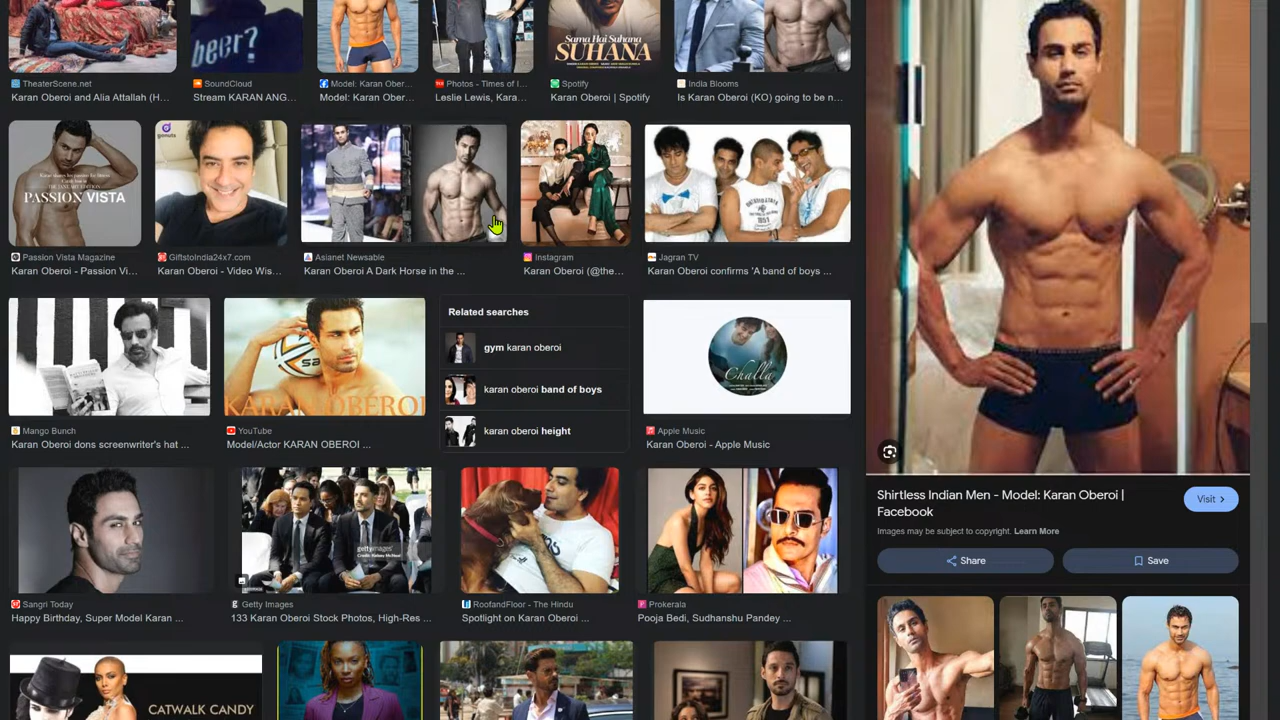 beer?
Sama Hai Suhana
SUHANA
TheaterScene.net
Karan Oberoi and Alia Attallah (H...
SoundCloud
Stream KARAN ANG...
Model: Karan Ober...
Model: Karan Ober...
Photos - Times of I...
Leslie Lewis, Kara...
Spotify
Karan Oberoi | Spotify
India Blooms
Is Karan Oberoi (KO) going to be n...
PASSION VISTA
Passion Vista Magazine
Karan Oberoi - Passion Vi...
GiftstoIndia24x7.com
Karan Oberoi - Video Wis...
Asianet Newsable
Karan Oberoi A Dark Horse in the ...
Instagram
Karan Oberoi (@the...
Jagran TV
Karan Oberoi confirms 'A band of boys ...
KARAN OBEROI
Related searches
gym karan oberoi
karan oberoi band of boys
karan oberoi height
Challa
Mango Bunch
Karan Oberoi dons screenwriter's hat ...
YouTube
Model/Actor KARAN OBEROI ...
Apple Music
Karan Oberoi - Apple Music
gettyimages
Sangri Today
Happy Birthday, Super Model Karan ...
Getty Images
133 Karan Oberoi Stock Photos, High-Res ...
RoofandFloor - The Hindu
Spotlight on Karan Oberoi ...
Prokerala
Pooja Bedi, Sudhanshu Pandey ...
CATWALK CANDY
Shirtless Indian Men - Model: Karan Oberoi |
Facebook
Visit
Images may be subject to copyright. Learn More
Share
Save